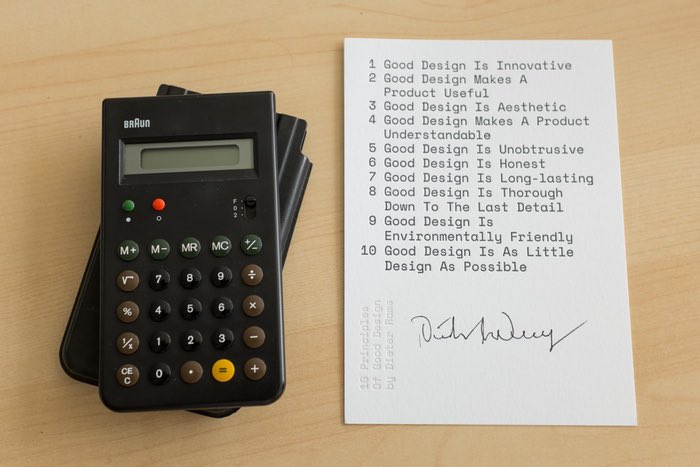 BRAUN
F
0
2
M+ M− MR MC +/−
√ 7 8 9 ÷
% 4 5 6 ×
1/x 1 2 3 −
CE
C 0 . = +
1 Good Design Is Innovative
2 Good Design Makes A
Product Useful
3 Good Design Is Aesthetic
4 Good Design Makes A Product
Understandable
5 Good Design Is Unobtrusive
6 Good Design Is Honest
7 Good Design Is Long-lasting
8 Good Design Is Thorough
Down To The Last Detail
9 Good Design Is
Environmentally Friendly
10 Good Design Is As Little
Design As Possible
10 Principles
Of Good Design
by Dieter Rams